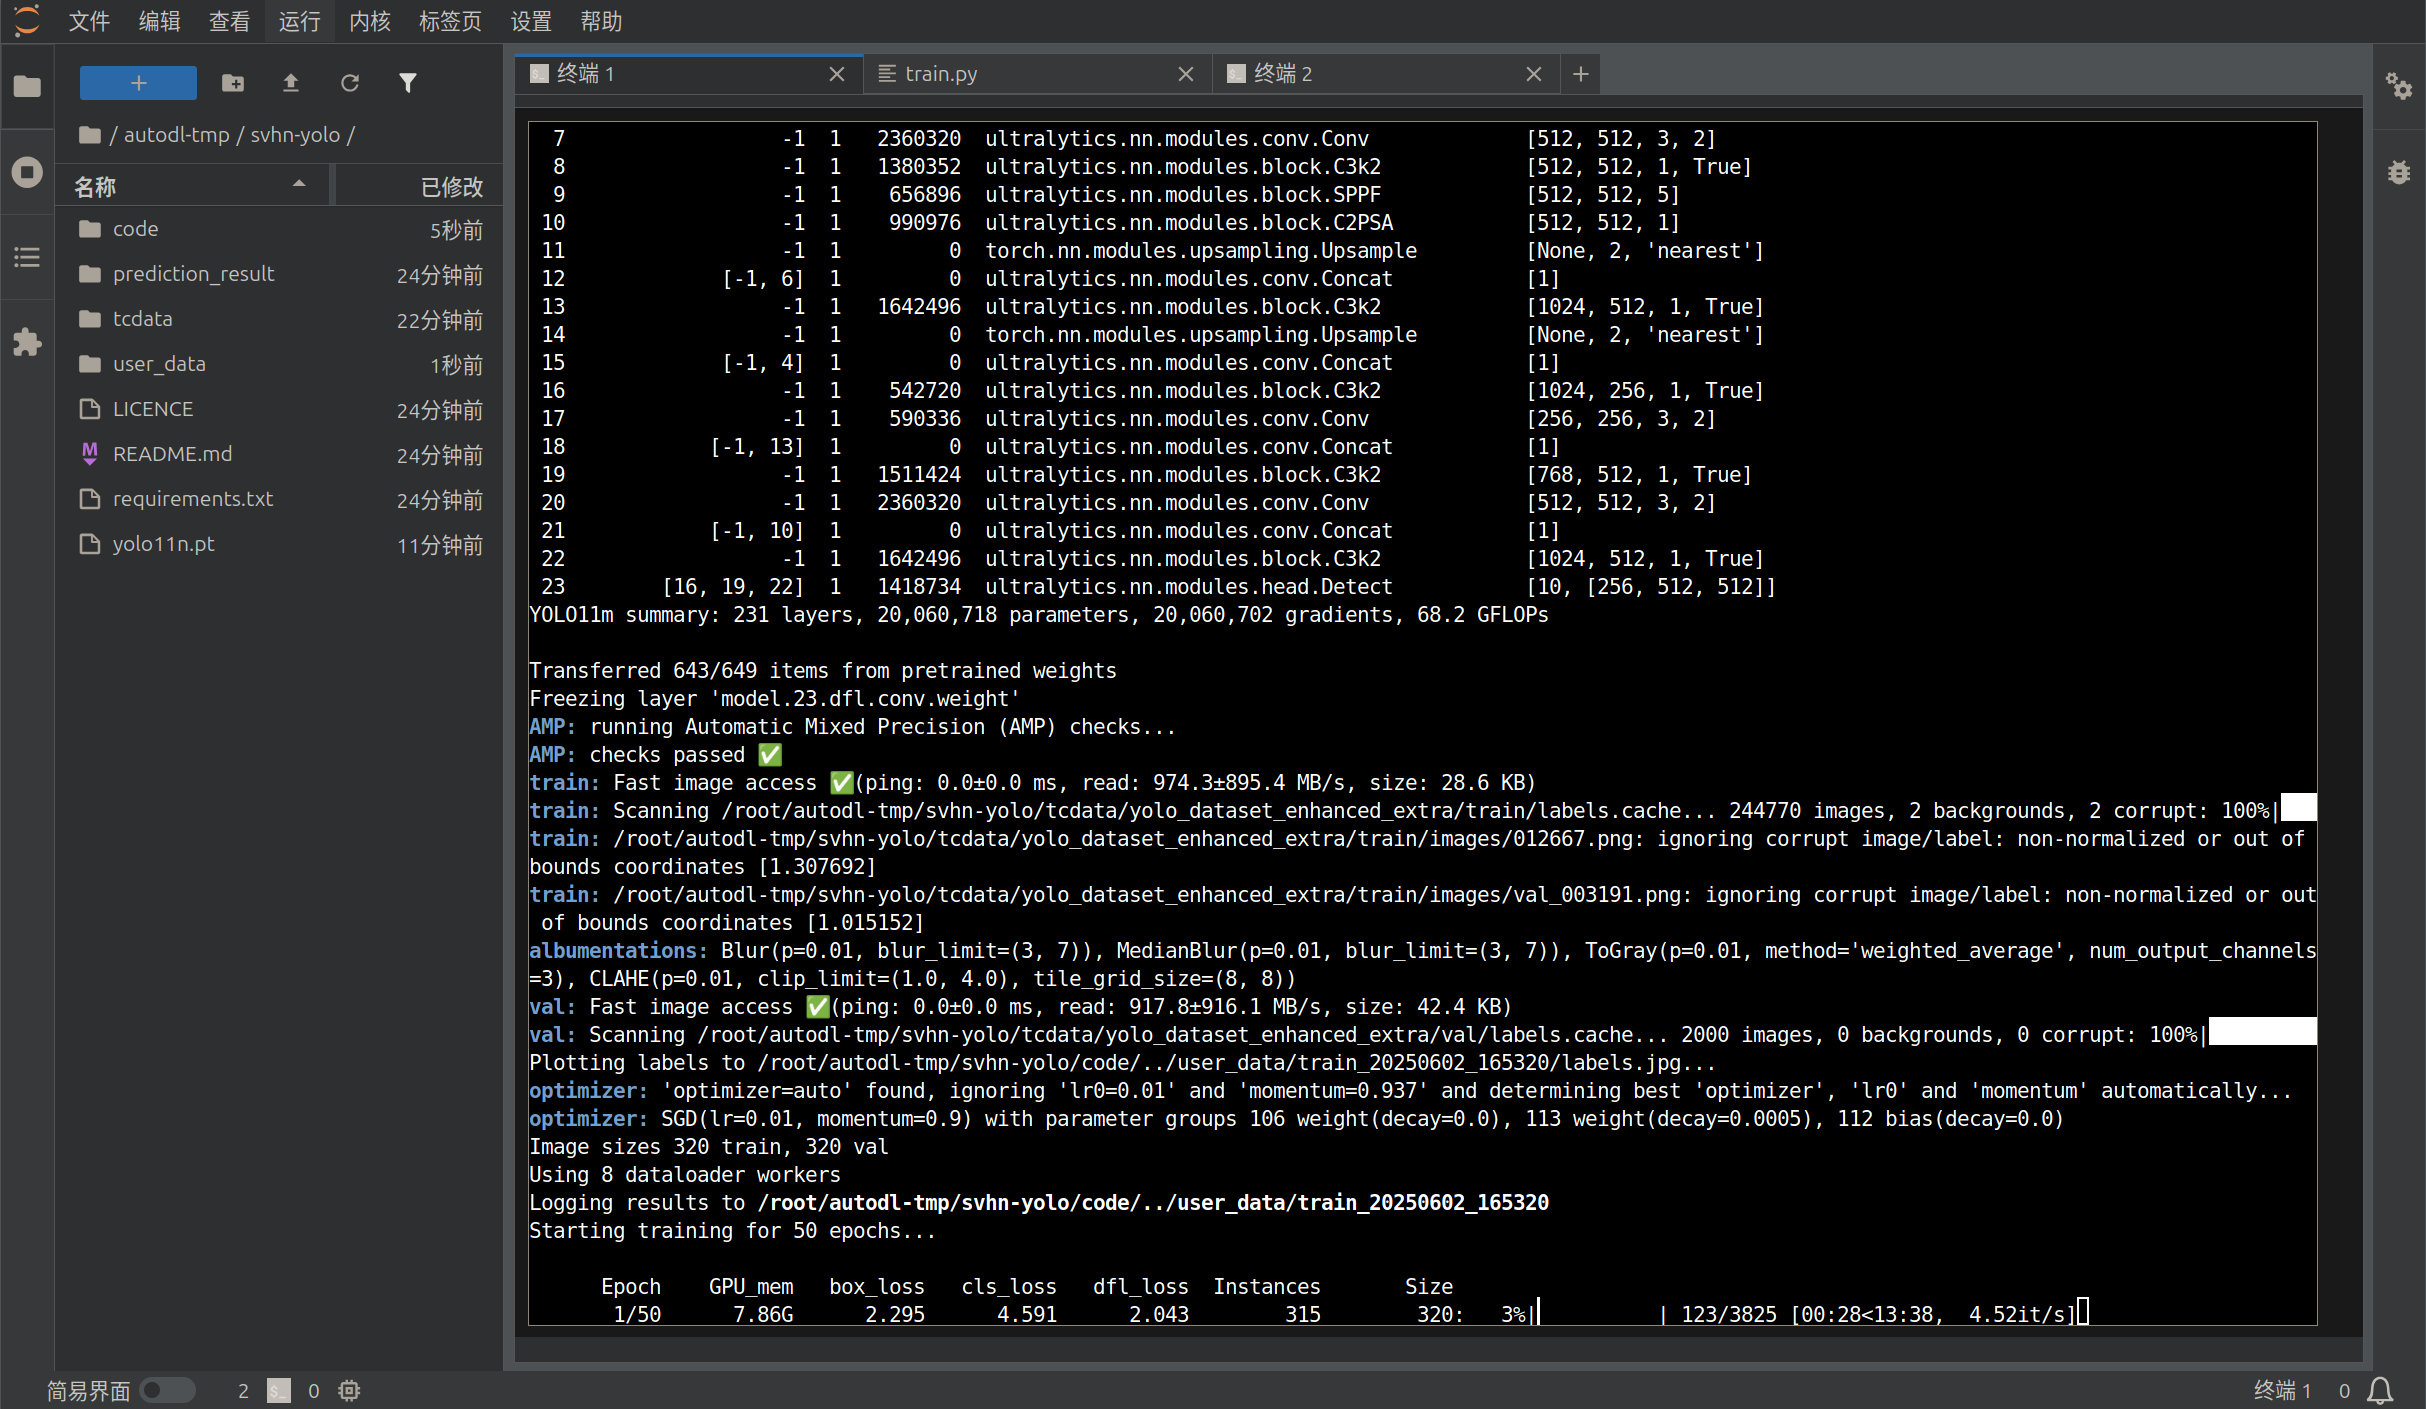 文件 编辑 查看 运行 内核 标签页 设置 帮助
终端 1 train.py 终端 2
/ autodl-tmp / svhn-yolo /
名称 已修改
code 5秒前
prediction_result 24分钟前
tcdata 22分钟前
user_data 1秒前
LICENCE 24分钟前
README.md 24分钟前
requirements.txt 24分钟前
yolo11n.pt 11分钟前
7 -1 1 2360320 ultralytics.nn.modules.conv.Conv [512, 512, 3, 2]
8 -1 1 1380352 ultralytics.nn.modules.block.C3k2 [512, 512, 1, True]
9 -1 1 656896 ultralytics.nn.modules.block.SPPF [512, 512, 5]
10 -1 1 990976 ultralytics.nn.modules.block.C2PSA [512, 512, 1]
11 -1 1 0 torch.nn.modules.upsampling.Upsample [None, 2, 'nearest']
12 [-1, 6] 1 0 ultralytics.nn.modules.conv.Concat [1]
13 -1 1 1642496 ultralytics.nn.modules.block.C3k2 [1024, 512, 1, True]
14 -1 1 0 torch.nn.modules.upsampling.Upsample [None, 2, 'nearest']
15 [-1, 4] 1 0 ultralytics.nn.modules.conv.Concat [1]
16 -1 1 542720 ultralytics.nn.modules.block.C3k2 [1024, 256, 1, True]
17 -1 1 590336 ultralytics.nn.modules.conv.Conv [256, 256, 3, 2]
18 [-1, 13] 1 0 ultralytics.nn.modules.conv.Concat [1]
19 -1 1 1511424 ultralytics.nn.modules.block.C3k2 [768, 512, 1, True]
20 -1 1 2360320 ultralytics.nn.modules.conv.Conv [512, 512, 3, 2]
21 [-1, 10] 1 0 ultralytics.nn.modules.conv.Concat [1]
22 -1 1 1642496 ultralytics.nn.modules.block.C3k2 [1024, 512, 1, True]
23 [16, 19, 22] 1 1418734 ultralytics.nn.modules.head.Detect [10, [256, 512, 512]]
YOLO11m summary: 231 layers, 20,060,718 parameters, 20,060,702 gradients, 68.2 GFLOPs
Transferred 643/649 items from pretrained weights
Freezing layer 'model.23.dfl.conv.weight'
AMP: running Automatic Mixed Precision (AMP) checks...
AMP: checks passed ✅
train: Fast image access ✅(ping: 0.0±0.0 ms, read: 974.3±895.4 MB/s, size: 28.6 KB)
train: Scanning /root/autodl-tmp/svhn-yolo/tcdata/yolo_dataset_enhanced_extra/train/labels.cache... 244770 images, 2 backgrounds, 2 corrupt: 100%|
train: /root/autodl-tmp/svhn-yolo/tcdata/yolo_dataset_enhanced_extra/train/images/012667.png: ignoring corrupt image/label: non-normalized or out of
bounds coordinates [1.307692]
train: /root/autodl-tmp/svhn-yolo/tcdata/yolo_dataset_enhanced_extra/train/images/val_003191.png: ignoring corrupt image/label: non-normalized or out
of bounds coordinates [1.015152]
albumentations: Blur(p=0.01, blur_limit=(3, 7)), MedianBlur(p=0.01, blur_limit=(3, 7)), ToGray(p=0.01, method='weighted_average', num_output_channels
=3), CLAHE(p=0.01, clip_limit=(1.0, 4.0), tile_grid_size=(8, 8))
val: Fast image access ✅(ping: 0.0±0.0 ms, read: 917.8±916.1 MB/s, size: 42.4 KB)
val: Scanning /root/autodl-tmp/svhn-yolo/tcdata/yolo_dataset_enhanced_extra/val/labels.cache... 2000 images, 0 backgrounds, 0 corrupt: 100%|
Plotting labels to /root/autodl-tmp/svhn-yolo/code/../user_data/train_20250602_165320/labels.jpg...
optimizer: 'optimizer=auto' found, ignoring 'lr0=0.01' and 'momentum=0.937' and determining best 'optimizer', 'lr0' and 'momentum' automatically...
optimizer: SGD(lr=0.01, momentum=0.9) with parameter groups 106 weight(decay=0.0), 113 weight(decay=0.0005), 112 bias(decay=0.0)
Image sizes 320 train, 320 val
Using 8 dataloader workers
Logging results to /root/autodl-tmp/svhn-yolo/code/../user_data/train_20250602_165320
Starting training for 50 epochs...
Epoch GPU_mem box_loss cls_loss dfl_loss Instances Size
1/50 7.86G 2.295 4.591 2.043 315 320: 3%| | 123/3825 [00:28<13:38, 4.52it/s]
简易界面 2 0 终端 1 0